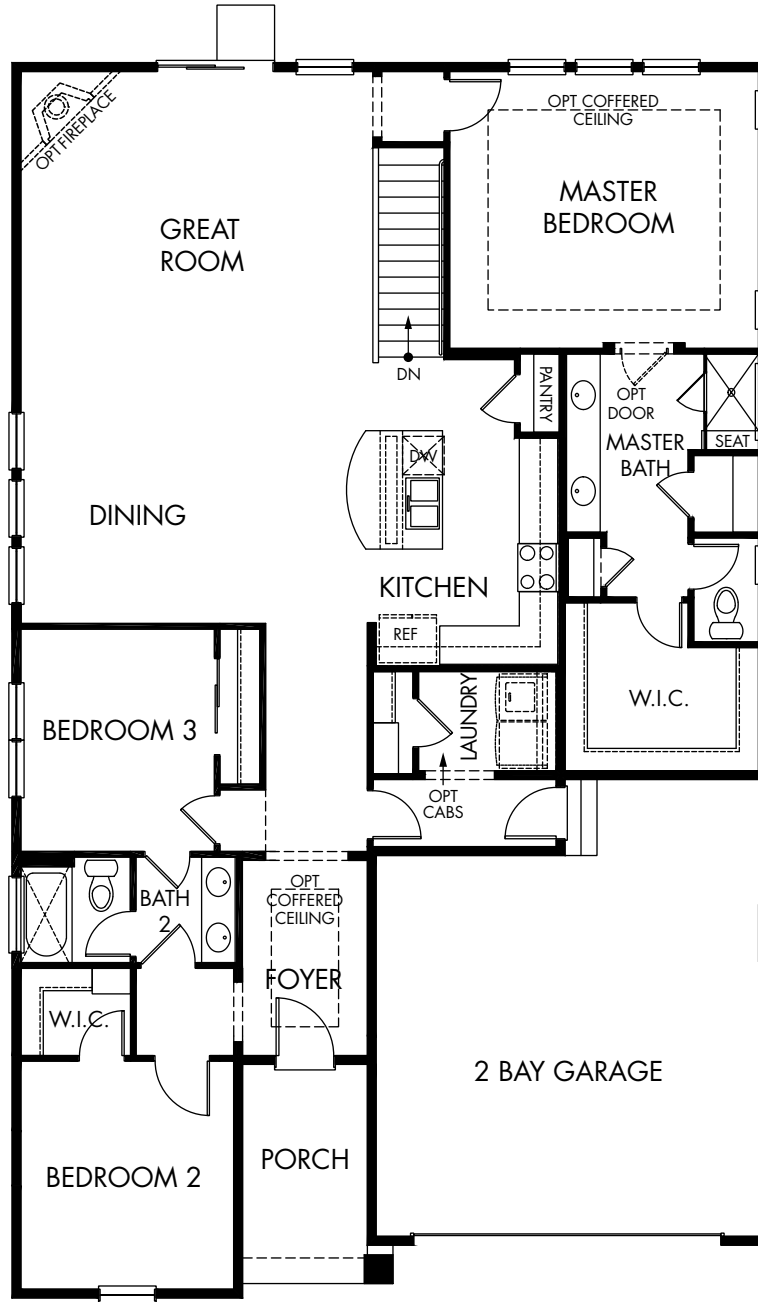 OPT FIREPLACE
OPT COFFERED
CEILING
MASTER
BEDROOM
GREAT
ROOM
DN
PANTRY
OPT
DOOR
SEAT
MASTER
BATH
DW
DINING
KITCHEN
REF
W.I.C.
LAUNDRY
BEDROOM 3
OPT
CABS
BATH
2
OPT
COFFERED
CEILING
FOYER
W.I.C.
2 BAY GARAGE
PORCH
BEDROOM 2